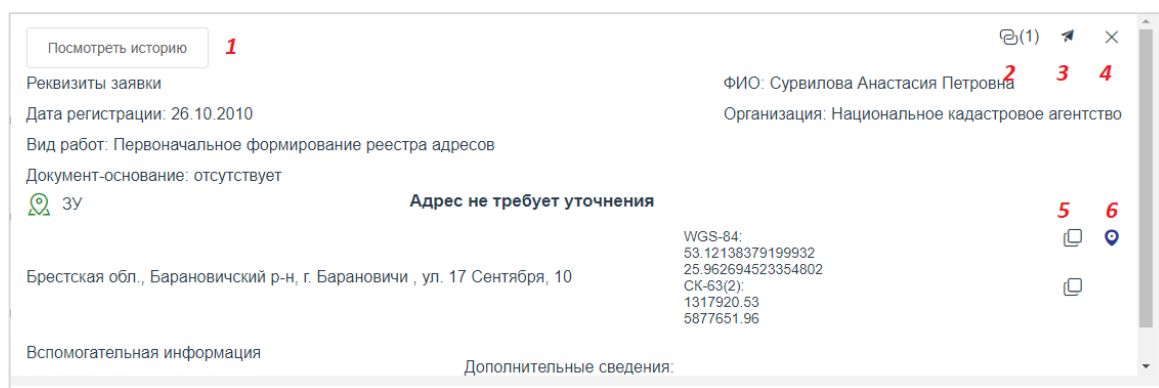 Посмотреть историю 1 (1)
2 3 4
Реквизиты заявки ФИО: Сурвилова Анастасия Петровна
Дата регистрации: 26.10.2010 Организация: Национальное кадастровое агентство
Вид работ: Первоначальное формирование реестра адресов
Документ-основание: отсутствует
ЗУ Адрес не требует уточнения 5 6
WGS-84:
53.12138379199932
Брестская обл., Барановичский р-н, г. Барановичи , ул. 17 Сентября, 10 25.962694523354802
СК-63(2):
1317920.53
5877651.96
Вспомогательная информация
Дополнительные сведения: